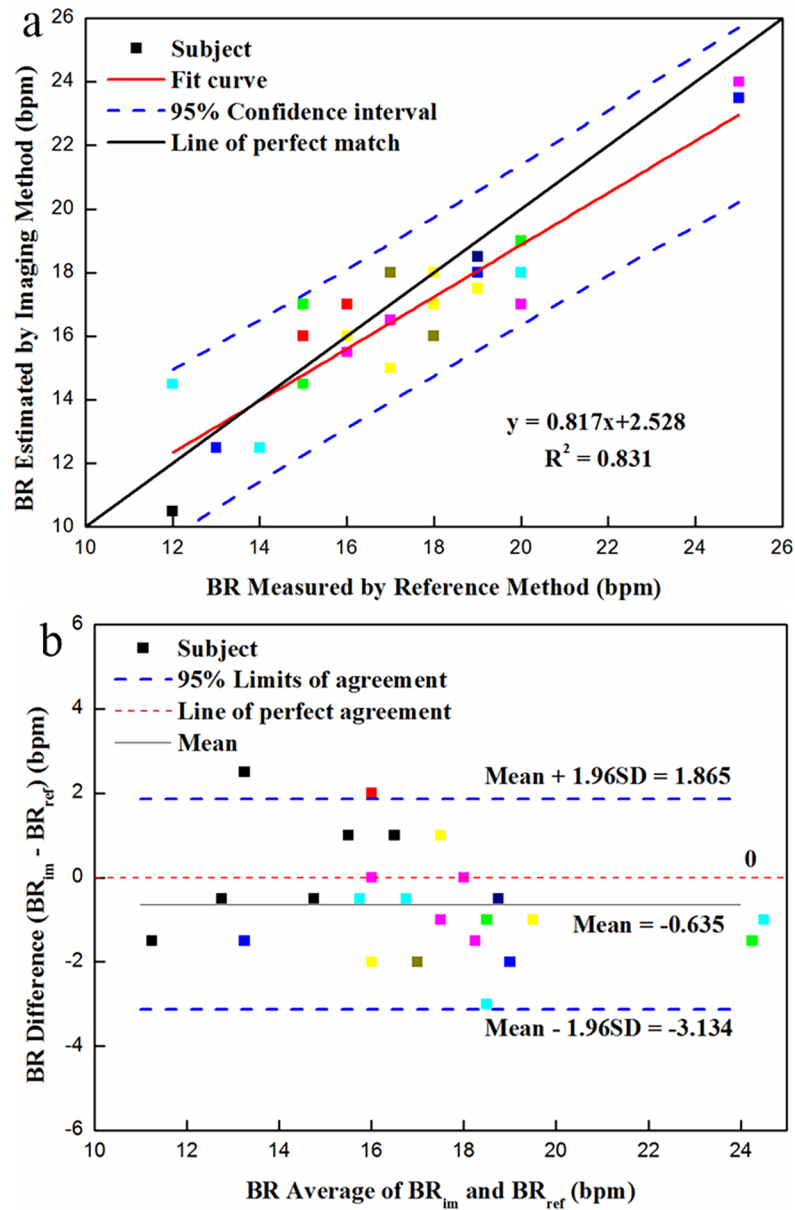 a
Subject
Fit curve
95% Confidence interval
Line of perfect match
26
24
22
20
18
16
14
12
10
BR Estimated by Imaging Method (bpm)
y = 0.817x+2.528
R² = 0.831
10 12 14 16 18 20 22 24 26
BR Measured by Reference Method (bpm)
b
Subject
95% Limits of agreement
Line of perfect agreement
Mean
6
4
2
0
-2
-4
-6
BR Difference (BRim - BRref) (bpm)
Mean + 1.96SD = 1.865
0
Mean = -0.635
Mean - 1.96SD = -3.134
10 12 14 16 18 20 22 24
BR Average of BRim and BRref (bpm)